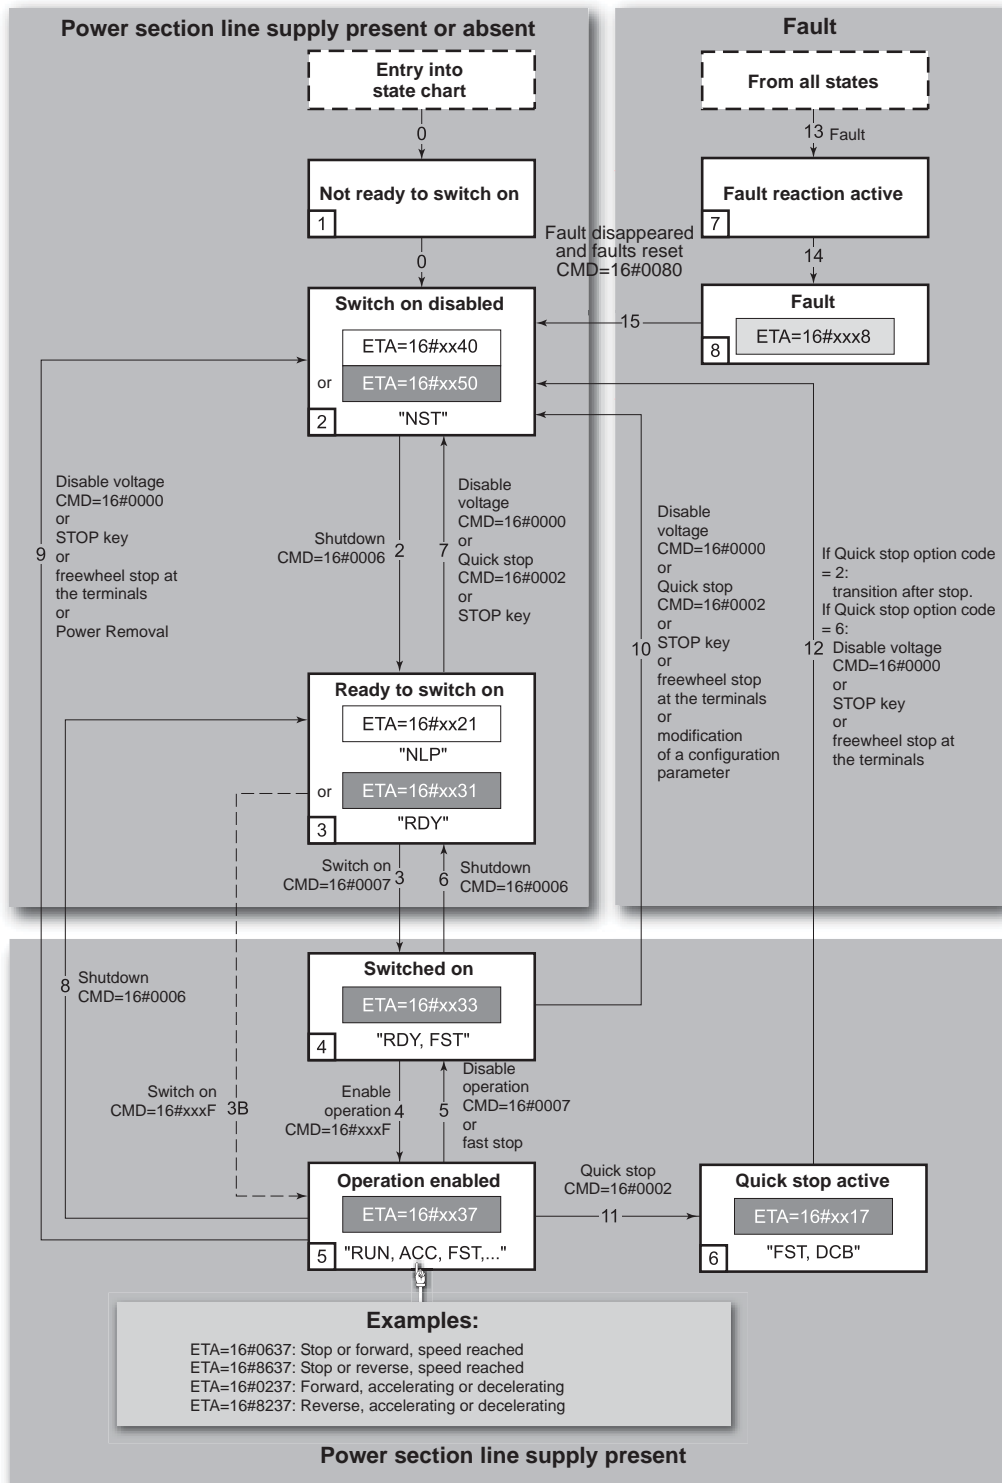 Power section line supply present or absent
Entry into
state chart
0
Not ready to switch on
1
0
Switch on disabled
ETA=16#xx40
or
ETA=16#xx50
2
"NST"
Disable voltage
CMD=16#0000
or
STOP key
or
freewheel stop at
the terminals
or
Power Removal
9
Shutdown
CMD=16#0006
2
7
Disable
voltage
CMD=16#0000
or
Quick stop
CMD=16#0002
or
STOP key
Ready to switch on
ETA=16#xx21
"NLP"
or
ETA=16#xx31
3
"RDY"
Switch on
CMD=16#0007
3
6
Shutdown
CMD=16#0006
Fault
From all states
13 Fault
Fault reaction active
7
14
Fault disappeared
and faults reset
CMD=16#0080
15
Fault
ETA=16#xxx8
8
Disable
voltage
CMD=16#0000
or
Quick stop
CMD=16#0002
or
STOP key
or
freewheel stop
at the terminals
or
modification
of a configuration
parameter
10
If Quick stop option code
= 2:
transition after stop.
If Quick stop option code
= 6:
Disable voltage
CMD=16#0000
or
STOP key
or
freewheel stop at
the terminals
12
Switched on
ETA=16#xx33
4
"RDY, FST"
8
Shutdown
CMD=16#0006
Switch on
CMD=16#xxxF
3B
Enable
operation
CMD=16#xxxF
4
5
Disable
operation
CMD=16#0007
or
fast stop
Operation enabled
ETA=16#xx37
5
"RUN, ACC, FST,..."
Quick stop
CMD=16#0002
11
Quick stop active
ETA=16#xx17
6
"FST, DCB"
Examples:
ETA=16#0637: Stop or forward, speed reached
ETA=16#8637: Stop or reverse, speed reached
ETA=16#0237: Forward, accelerating or decelerating
ETA=16#8237: Reverse, accelerating or decelerating
Power section line supply present